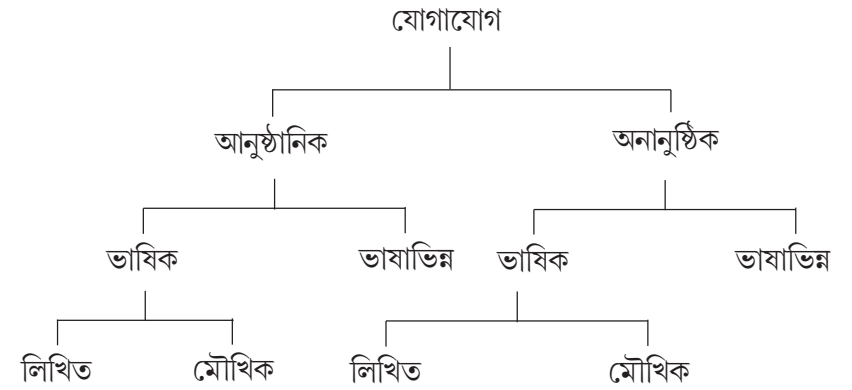 যোগাযোগ
আনুষ্ঠানিক অনানুষ্ঠিক
ভাষিক ভাষাভিন্ন ভাষিক ভাষাভিন্ন
লিখিত মৌখিক লিখিত মৌখিক